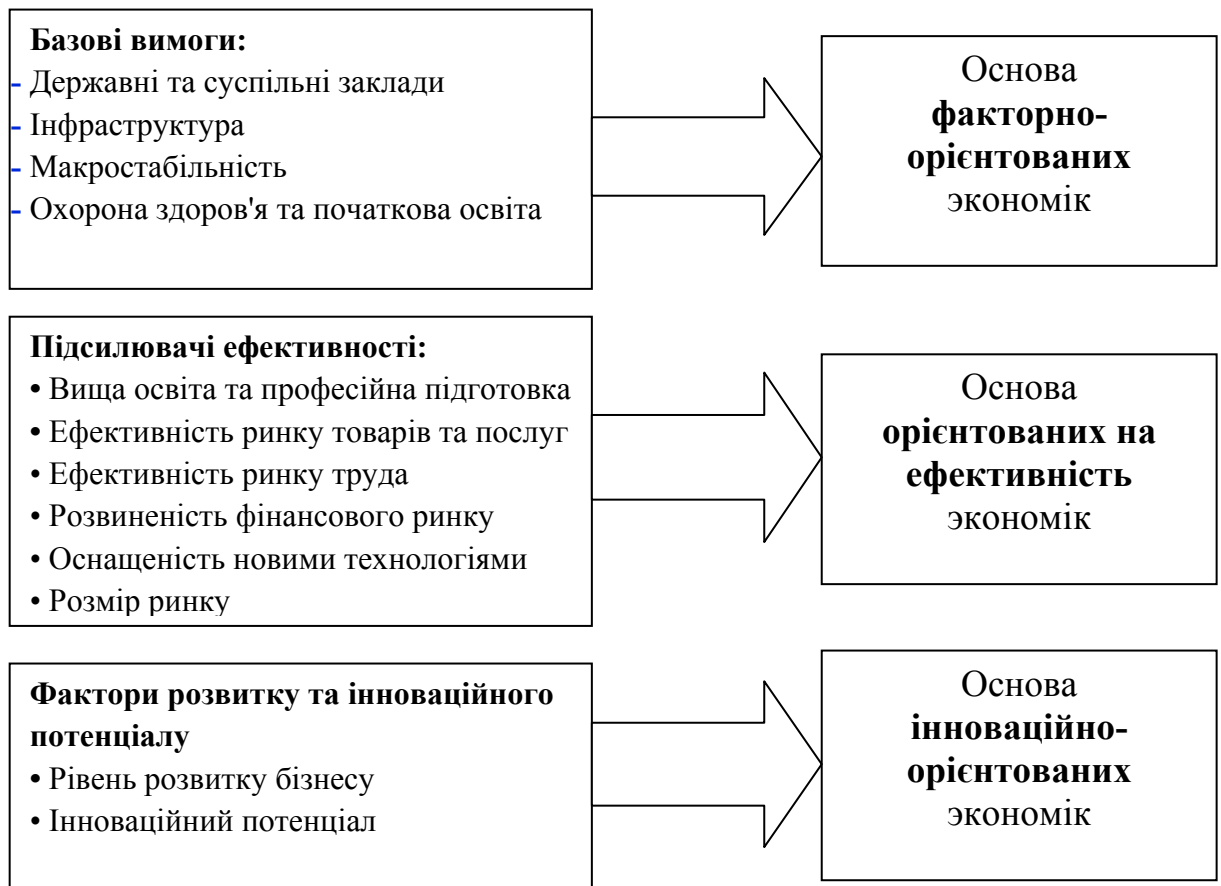 Базові вимоги:
- Державні та суспільні заклади
- Інфраструктура
- Макростабільність
- Охорона здоров'я та початкова освіта
Основа
факторно-
орієнтованих
экономік
Підсилювачі ефективності:
• Вища освіта та професійна підготовка
• Ефективність ринку товарів та послуг
• Ефективність ринку труда
• Розвиненість фінансового ринку
• Оснащеність новими технологіями
• Розмір ринку
Основа
орієнтованих на
ефективність
экономік
Фактори розвитку та інноваційного
потенціалу
• Рівень розвитку бізнесу
• Інноваційний потенціал
Основа
інноваційно-
орієнтованих
экономік